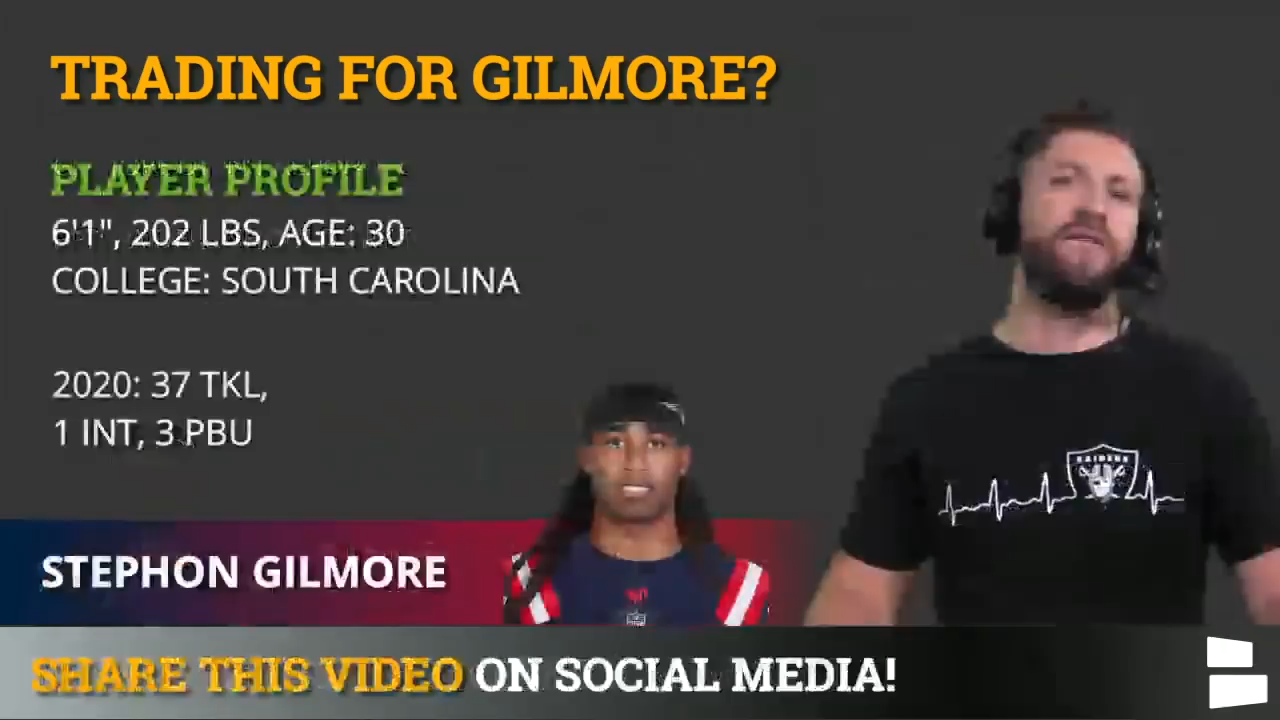 TRADING FOR GILMORE?
PLAYER PROFILE
6'1", 202 LBS, AGE: 30
COLLEGE: SOUTH CAROLINA
2020: 37 TKL,
1 INT, 3 PBU
RAIDERS
STEPHON GILMORE
SHARE THIS VIDEO ON SOCIAL MEDIA!